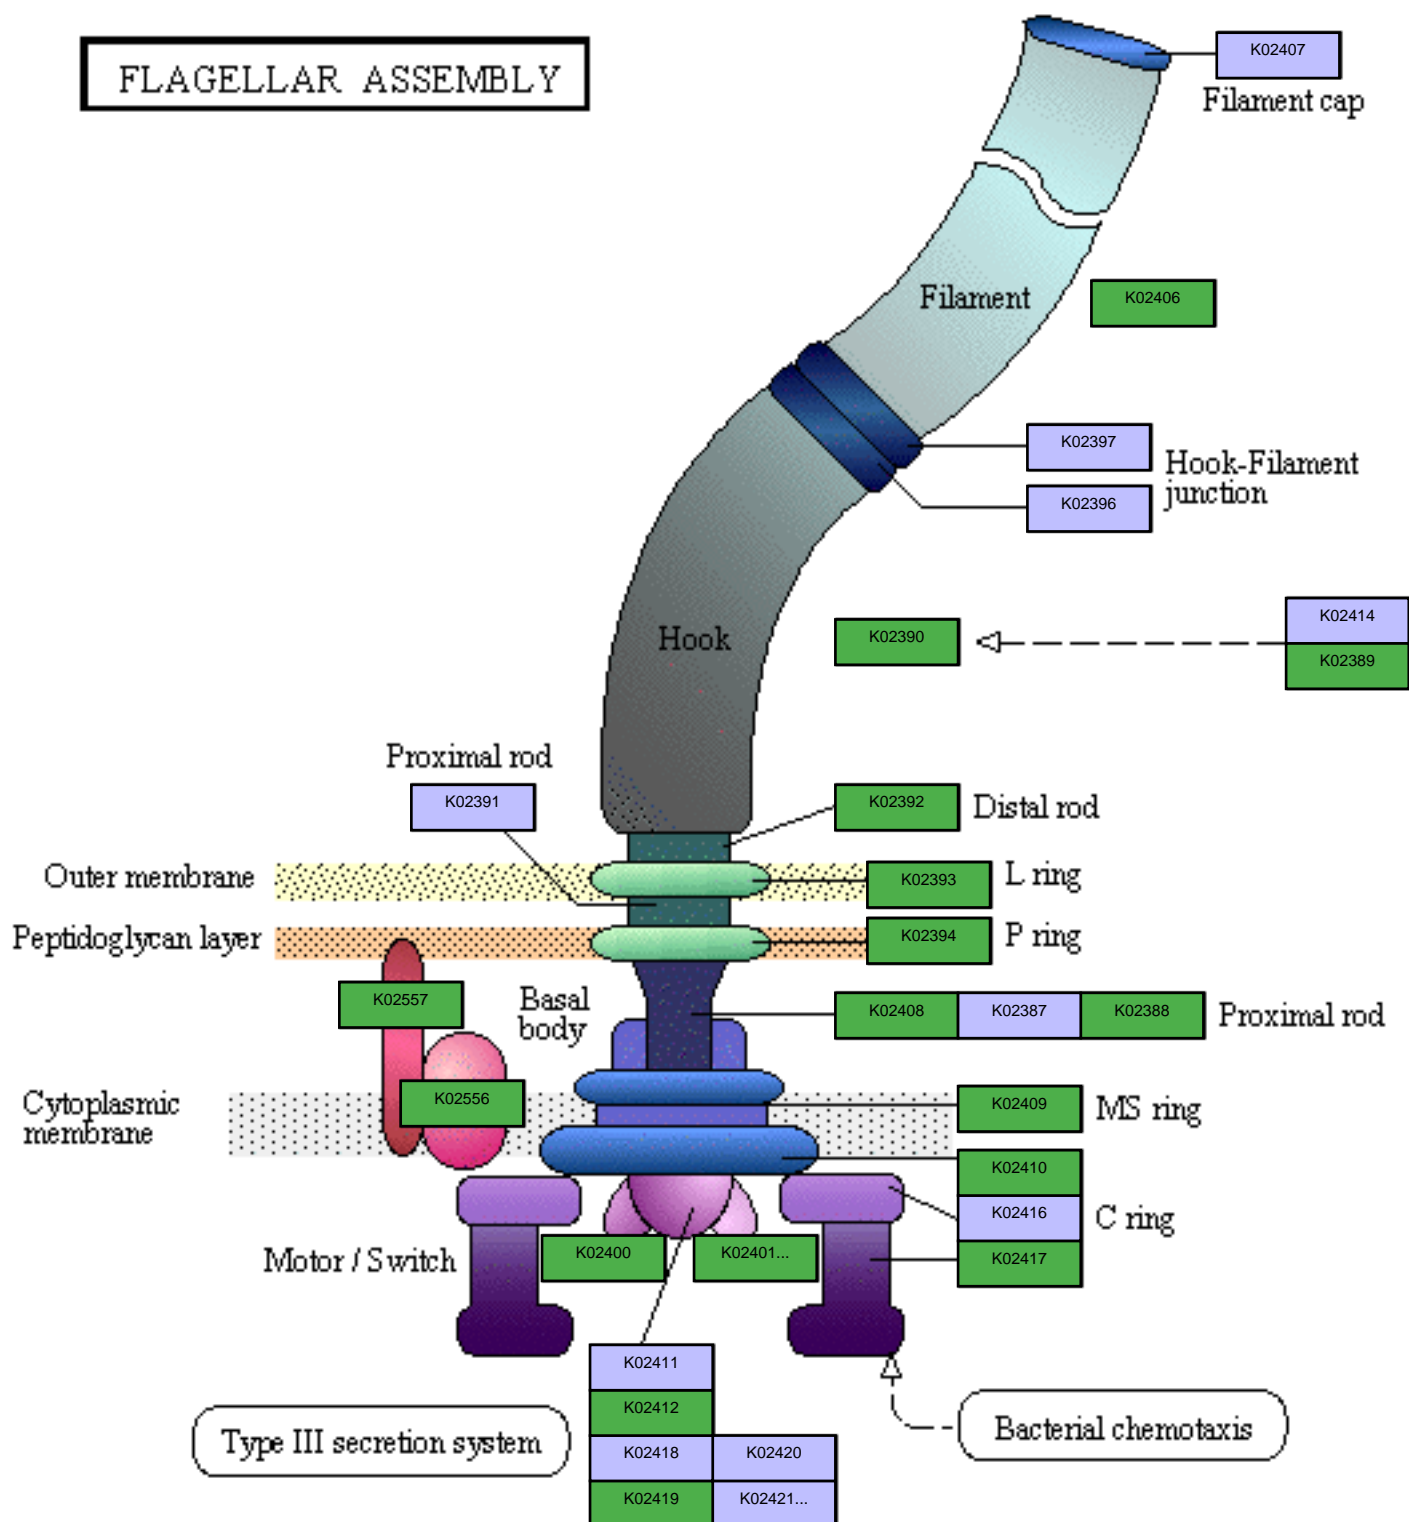 FLAGELLAR ASSEMBLY
K02407
Filament cap
Filament
K02406
K02397
Hook-Filament
junction
K02396
Hook
K02390
K02414
K02389
Proximal rod
K02391
K02392
Distal rod
Outer membrane
K02393
L ring
Peptidoglycan layer
K02394
P ring
K02557
Basal
body
K02408
K02387
K02388
Proximal rod
Cytoplasmic
membrane
K02556
K02409
MS ring
K02410
K02416
C ring
K02417
Motor / Switch
K02400
K02401...
K02411
K02412
K02418
K02420
K02419
K02421...
Type III secretion system
Bacterial chemotaxis